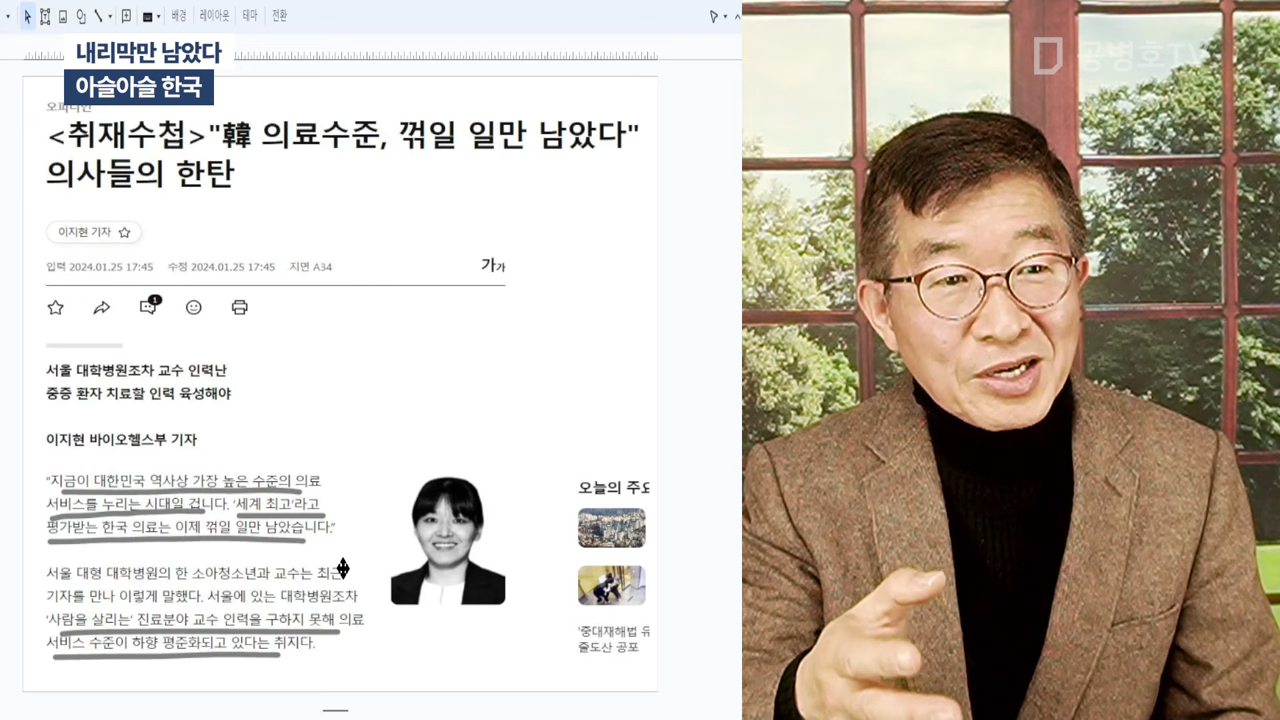 배경 레이아웃 테마 전환
내리막만 남았다
아슬아슬 한국
오피니언
<취재수첩>"韓 의료수준, 꺾일 일만 남았다"
의사들의 한탄
이지현 기자
입력 2024.01.25 17:45 수정 2024.01.25 17:45 지면 A34
가가
1
서울 대학병원조차 교수 인력난
중증 환자 치료할 인력 육성해야
이지현 바이오헬스부 기자
“지금이 대한민국 역사상 가장 높은 수준의 의료
서비스를 누리는 시대일 겁니다. ‘세계 최고’라고
평가받는 한국 의료는 이제 꺾일 일만 남았습니다.”
서울 대형 대학병원의 한 소아청소년과 교수는 최근
기자를 만나 이렇게 말했다. 서울에 있는 대학병원조차
‘사람을 살리는’ 진료분야 교수 인력을 구하지 못해 의료
서비스 수준이 하향 평준화되고 있다는 취지다.
오늘의 주요
'중대재해법 유
줄도산 공포
공병호TV